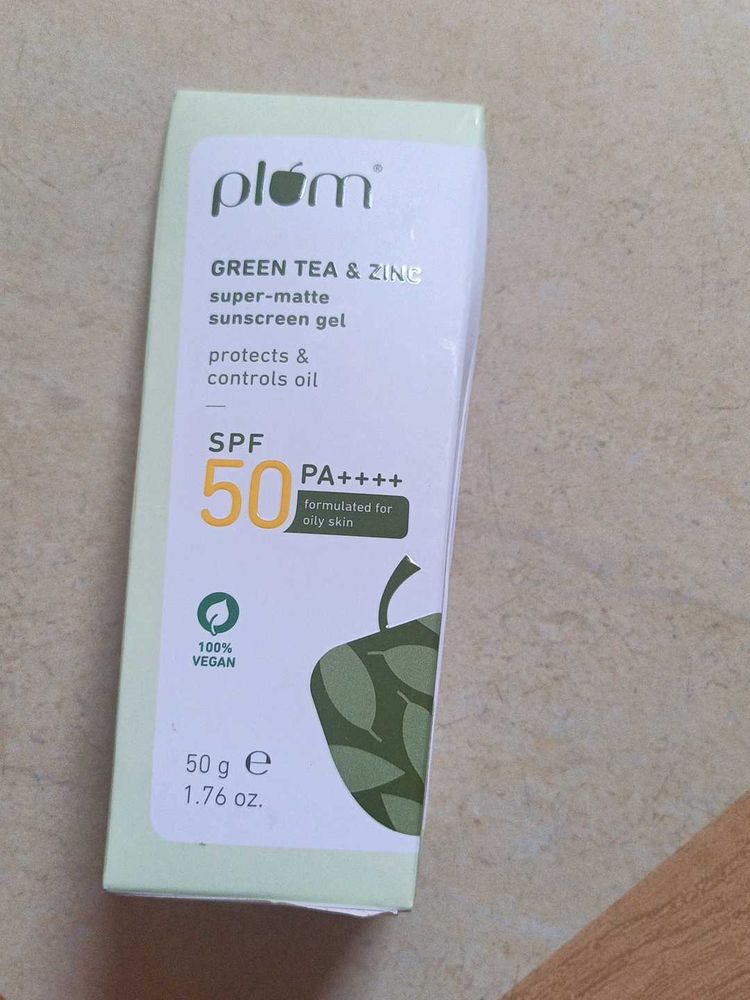 plum®
GREEN TEA & ZINC
super-matte
sunscreen gel
protects &
controls oil
SPF
50 PA++++
formulated for
oily skin
100%
VEGAN
50 g ℮
1.76 oz.